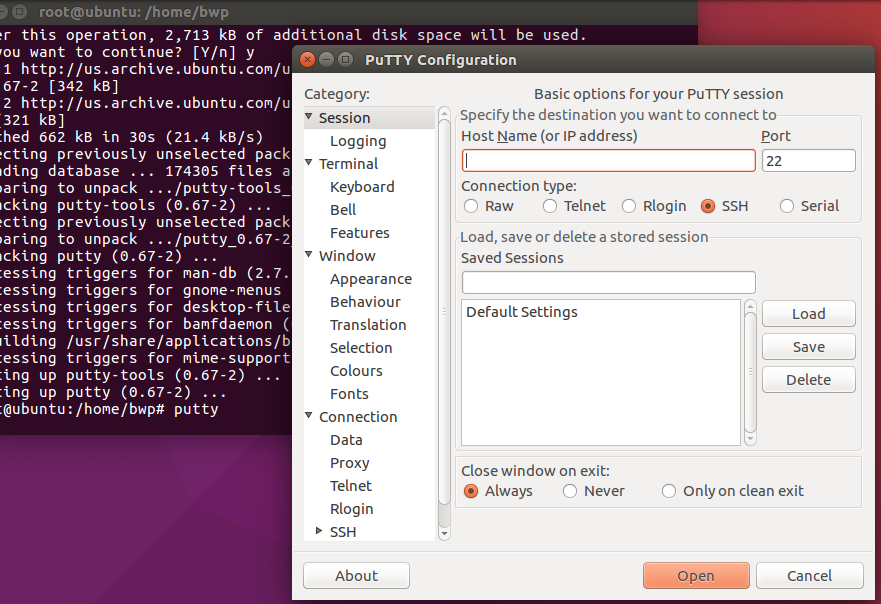 root@ubuntu: /home/bwp
er this operation, 2,713 kB of additional disk space will be used.
you want to continue? [Y/n] y
1 http://us.archive.ubuntu.com/u
67-2 [342 kB]
2 http://us.archive.ubuntu.com/u
[321 kB]
hed 662 kB in 30s (21.4 kB/s)
ecting previously unselected pack
ding database ... 174305 files a
paring to unpack .../putty-tools_
acking putty-tools (0.67-2) ...
ecting previously unselected pack
paring to unpack .../putty_0.67-2
acking putty (0.67-2) ...
cessing triggers for man-db (2.7.
cessing triggers for gnome-menus
cessing triggers for desktop-file
cessing triggers for bamfdaemon (
uilding /usr/share/applications/b
cessing triggers for mime-support
ting up putty-tools (0.67-2) ...
ting up putty (0.67-2) ...
t@ubuntu:/home/bwp# putty
PuTTY Configuration
Category:
Session
Logging
Terminal
Keyboard
Bell
Features
Window
Appearance
Behaviour
Translation
Selection
Colours
Fonts
Connection
Data
Proxy
Telnet
Rlogin
SSH
Basic options for your PuTTY session
Specify the destination you want to connect to
Host Name (or IP address) Port
22
Connection type:
Raw Telnet Rlogin SSH Serial
Load, save or delete a stored session
Saved Sessions
Default Settings
Load
Save
Delete
Close window on exit:
Always Never Only on clean exit
About Open Cancel